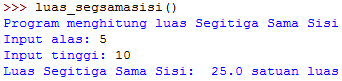 >>> luas_segsamasisi()
Program menghitung luas Segitiga Sama Sisi
Input alas: 5
Input tinggi: 10
Luas Segitiga Sama Sisi:  25.0 satuan luas